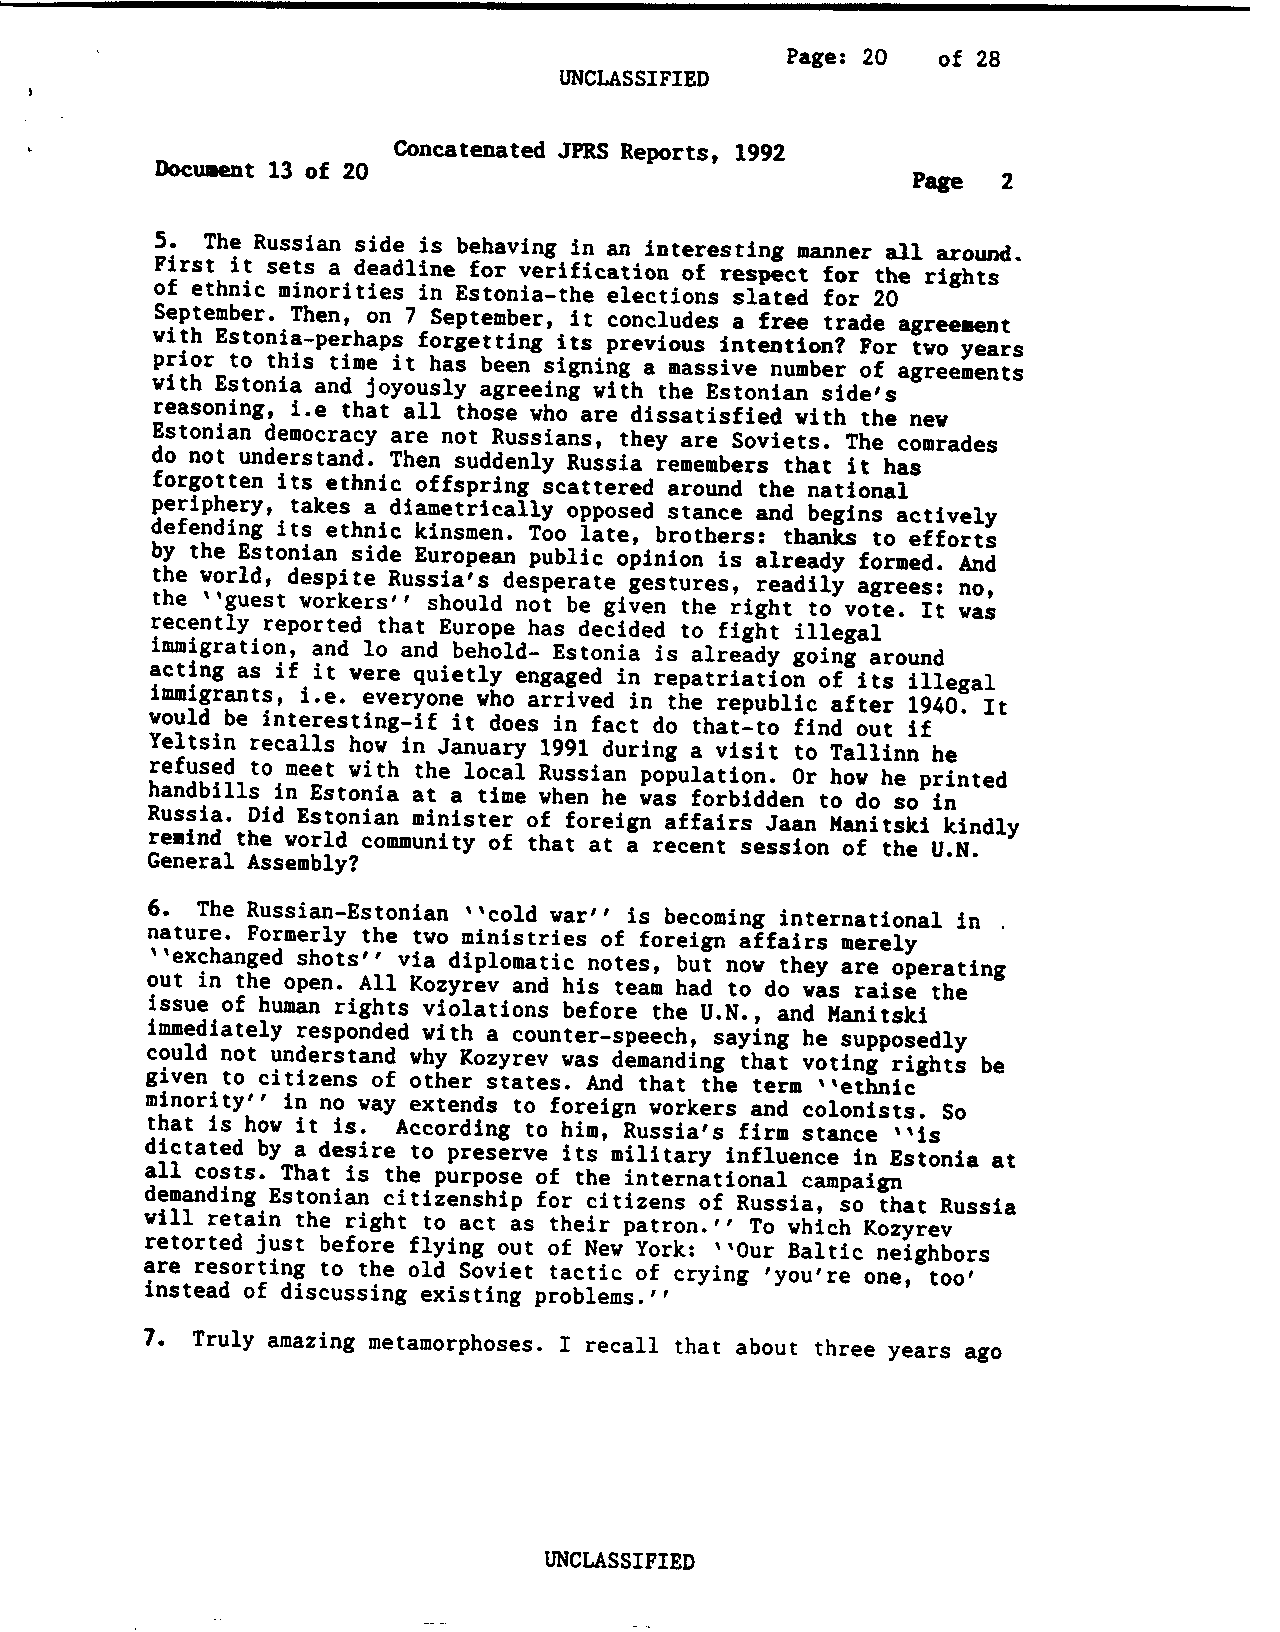 Page: 20 of 28
UNCLASSIFIED
Concatenated JPRS Reports, 1992
Document 13 of 20
Page 2
5. The Russian side is behaving in an interesting manner all around.
First it sets a deadline for verification of respect for the rights
of ethnic minorities in Estonia-the elections slated for 20
September. Then, on 7 September, it concludes a free trade agreement
with Estonia-perhaps forgetting its previous intention? For two years
prior to this time it has been signing a massive number of agreements
with Estonia and joyously agreeing with the Estonian side's
reasoning, i.e that all those who are dissatisfied with the new
Estonian democracy are not Russians, they are Soviets. The comrades
do not understand. Then suddenly Russia remembers that it has
forgotten its ethnic offspring scattered around the national
periphery, takes a diametrically opposed stance and begins actively
defending its ethnic kinsmen. Too late, brothers: thanks to efforts
by the Estonian side European public opinion is already formed. And
the world, despite Russia's desperate gestures, readily agrees: no,
the ``guest workers'' should not be given the right to vote. It was
recently reported that Europe has decided to fight illegal
immigration, and lo and behold- Estonia is already going around
acting as if it were quietly engaged in repatriation of its illegal
immigrants, i.e. everyone who arrived in the republic after 1940. It
would be interesting-if it does in fact do that-to find out if
Yeltsin recalls how in January 1991 during a visit to Tallinn he
refused to meet with the local Russian population. Or how he printed
handbills in Estonia at a time when he was forbidden to do so in
Russia. Did Estonian minister of foreign affairs Jaan Manitski kindly
remind the world community of that at a recent session of the U.N.
General Assembly?
6. The Russian-Estonian ``cold war'' is becoming international in
nature. Formerly the two ministries of foreign affairs merely
``exchanged shots'' via diplomatic notes, but now they are operating
out in the open. All Kozyrev and his team had to do was raise the
issue of human rights violations before the U.N., and Manitski
immediately responded with a counter-speech, saying he supposedly
could not understand why Kozyrev was demanding that voting rights be
given to citizens of other states. And that the term ``ethnic
minority'' in no way extends to foreign workers and colonists. So
that is how it is. According to him, Russia's firm stance ``is
dictated by a desire to preserve its military influence in Estonia at
all costs. That is the purpose of the international campaign
demanding Estonian citizenship for citizens of Russia, so that Russia
will retain the right to act as their patron.'' To which Kozyrev
retorted just before flying out of New York: ``Our Baltic neighbors
are resorting to the old Soviet tactic of crying 'you're one, too'
instead of discussing existing problems.''
7. Truly amazing metamorphoses. I recall that about three years ago
UNCLASSIFIED